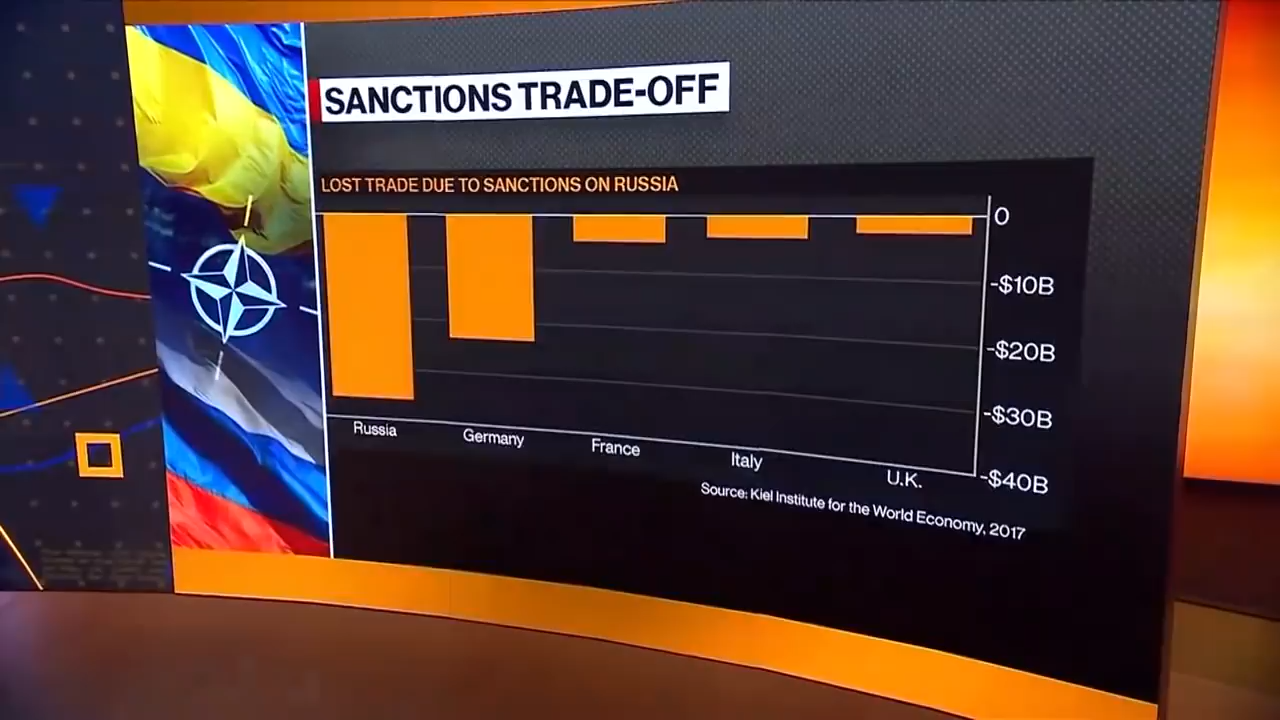 SANCTIONS TRADE-OFF
LOST TRADE DUE TO SANCTIONS ON RUSSIA
0
-$10B
-$20B
-$30B
-$40B
Russia
Germany
France
Italy
U.K.
Source: Kiel Institute for the World Economy, 2017